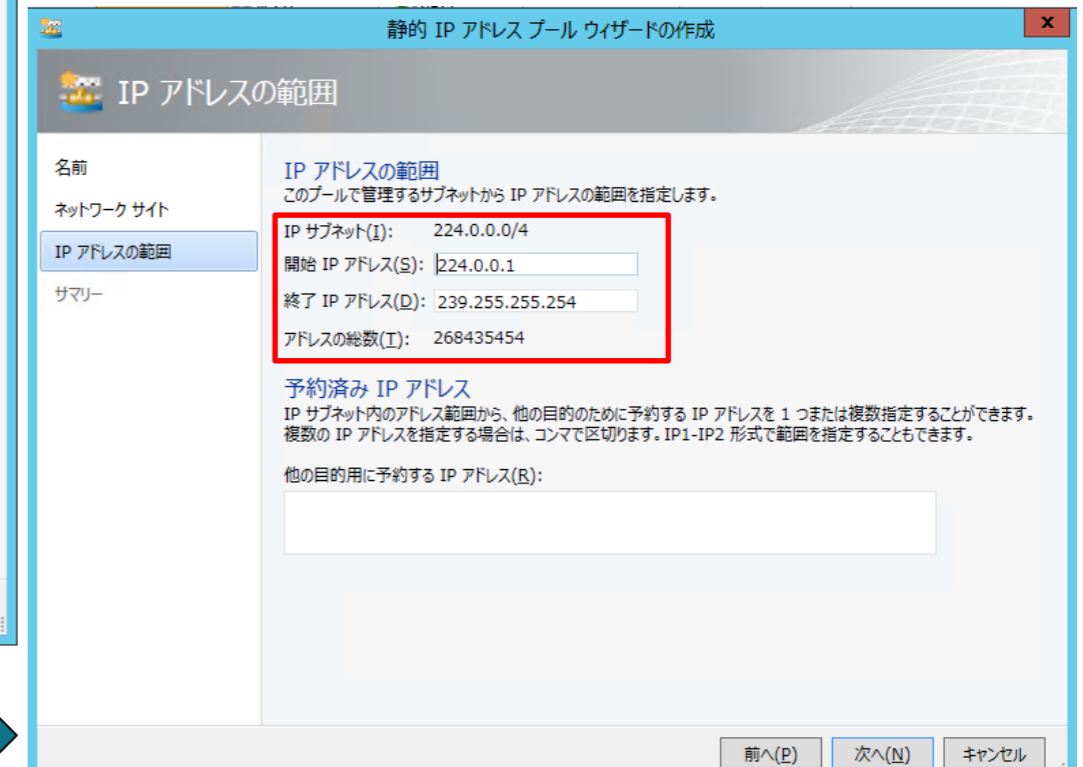 静的 IP アドレス プール ウィザードの作成
x
IP アドレスの範囲
名前
ネットワーク サイト
IP アドレスの範囲
サマリー
IP アドレスの範囲
このプールで管理するサブネットから IP アドレスの範囲を指定します。
IP サブネット(I): 224.0.0.0/4
開始 IP アドレス(S): 224.0.0.1
終了 IP アドレス(D): 239.255.255.254
アドレスの総数(T): 268435454
予約済み IP アドレス
IP サブネット内のアドレス範囲から、他の目的のために予約する IP アドレスを 1 つまたは複数指定することができます。
複数の IP アドレスを指定する場合は、コンマで区切ります。IP1-IP2 形式で範囲を指定することもできます。
他の目的用に予約する IP アドレス(R):
前へ(P) 次へ(N) キャンセル